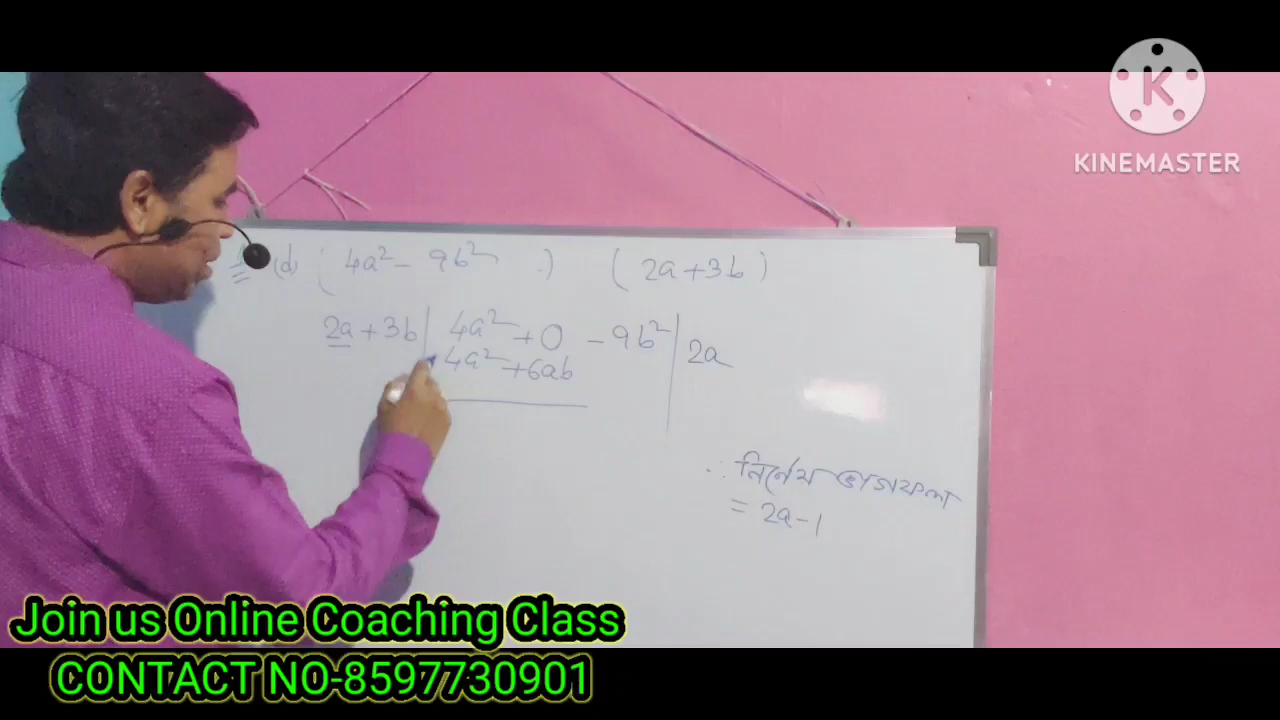 KINEMASTER
(d) (4a² - 9b² ) (2a + 3b)
2a + 3b | 4a² + 0 - 9b² | 2a
4a² + 6ab
∴ নির্ণেয় ভাগফল
= 2a - 1
Join us Online Coaching Class
CONTACT NO-8597730901